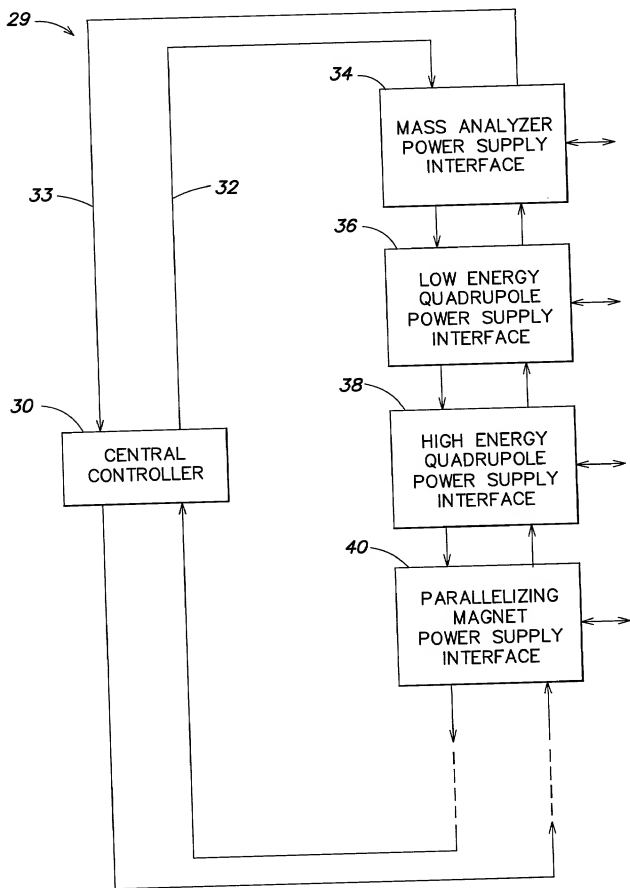 29
34
MASS ANALYZER
POWER SUPPLY
INTERFACE
33
32
36
LOW ENERGY
QUADRUPOLE
POWER SUPPLY
INTERFACE
38
30
HIGH ENERGY
QUADRUPOLE
POWER SUPPLY
INTERFACE
CENTRAL
CONTROLLER
40
PARALLELIZING
MAGNET
POWER SUPPLY
INTERFACE